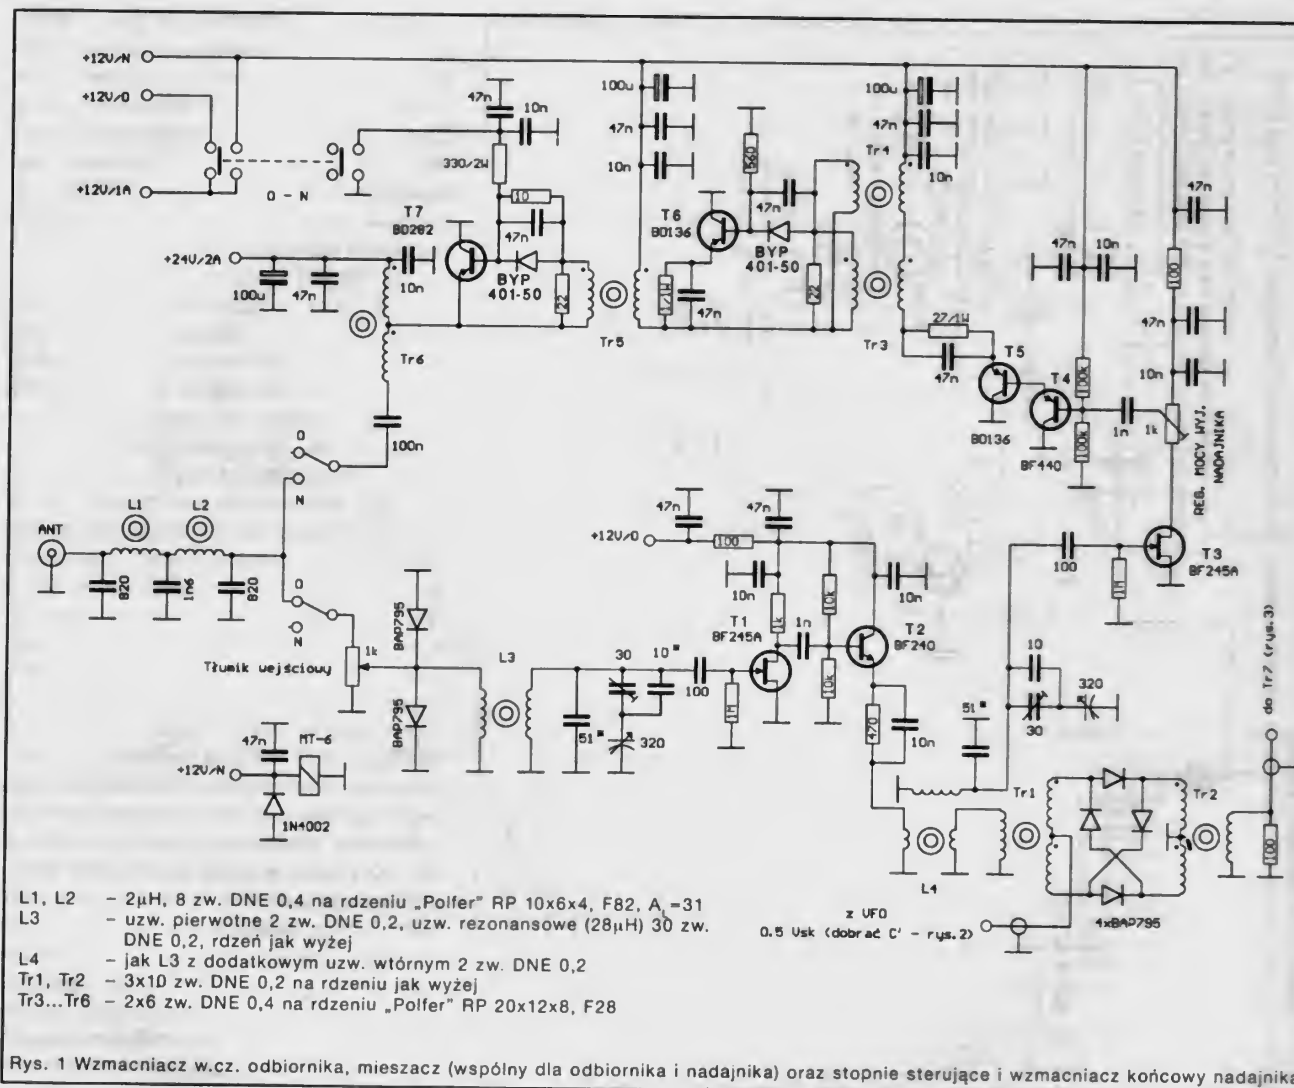 +12V/N
+12V/O
+12V/1A
O - N
47n
10n
330/2W
10
T7
BD282
47n
BYP
401-50
22
+24V/2A
100u
47n
10n
Tr6
Tr5
100n
100u
47n
10n
560
T6
BD136
47n
BYP
401-50
1/1W
47n
22
Tr4
Tr3
100u
47n
10n
27/1W
47n
T5
BD136
T4
BF440
47n
10n
100k
100k
1n
1k
47n
100
47n
10n
REG. MOCY WYJ.
NADAJNIKA
T3
BF245A
100
1M
ANT
L1
L2
820
1n6
820
O
N
O
N
1k
Tłumik wejściowy
BAP795
BAP795
L3
51*
30
10*
320
100
1M
+12V/O
47n
100
47n
10n
1k
T1
BF245A
1n
10k
10k
T2
BF240
10n
470
10n
51*
10
30
320
47n
MT-6
+12V/N
1N4002
L4
Tr1
Tr2
4xBAP795
100
do Tr7 (rys.3)
z VFO
0.5 Vsk (dobrać C' - rys.2)
L1, L2 – 2μH, 8 zw. DNE 0,4 na rdzeniu „Polfer" RP 10x6x4, F82, AL=31
L3 – uzw. pierwotne 2 zw. DNE 0,2, uzw. rezonansowe (28μH) 30 zw.
DNE 0,2, rdzeń jak wyżej
L4 – jak L3 z dodatkowym uzw. wtórnym 2 zw. DNE 0,2
Tr1, Tr2 – 3x10 zw. DNE 0,2 na rdzeniu jak wyżej
Tr3...Tr6 – 2x6 zw. DNE 0,4 na rdzeniu „Polfer" RP 20x12x8, F28
Rys. 1 Wzmacniacz w.cz. odbiornika, mieszacz (wspólny dla odbiornika i nadajnika) oraz stopnie sterujące i wzmacniacz końcowy nadajnika